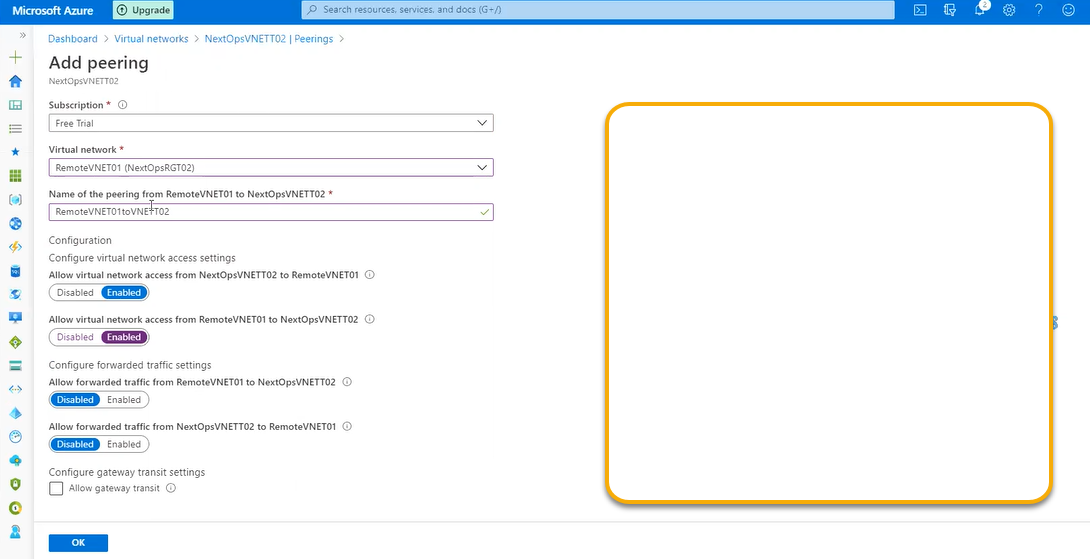 Microsoft Azure
Upgrade
Search resources, services, and docs (G+/)
2
Dashboard > Virtual networks > NextOpsVNETT02 | Peerings >
Add peering
NextOpsVNETT02
Subscription *
Free Trial
Virtual network *
RemoteVNET01 (NextOpsRGT02)
Name of the peering from RemoteVNET01 to NextOpsVNETT02 *
RemoteVNET01toVNETT02
Configuration
Configure virtual network access settings
Allow virtual network access from NextOpsVNETT02 to RemoteVNET01
Disabled Enabled
Allow virtual network access from RemoteVNET01 to NextOpsVNETT02
Disabled Enabled
Configure forwarded traffic settings
Allow forwarded traffic from RemoteVNET01 to NextOpsVNETT02
Disabled Enabled
Allow forwarded traffic from NextOpsVNETT02 to RemoteVNET01
Disabled Enabled
Configure gateway transit settings
Allow gateway transit
OK